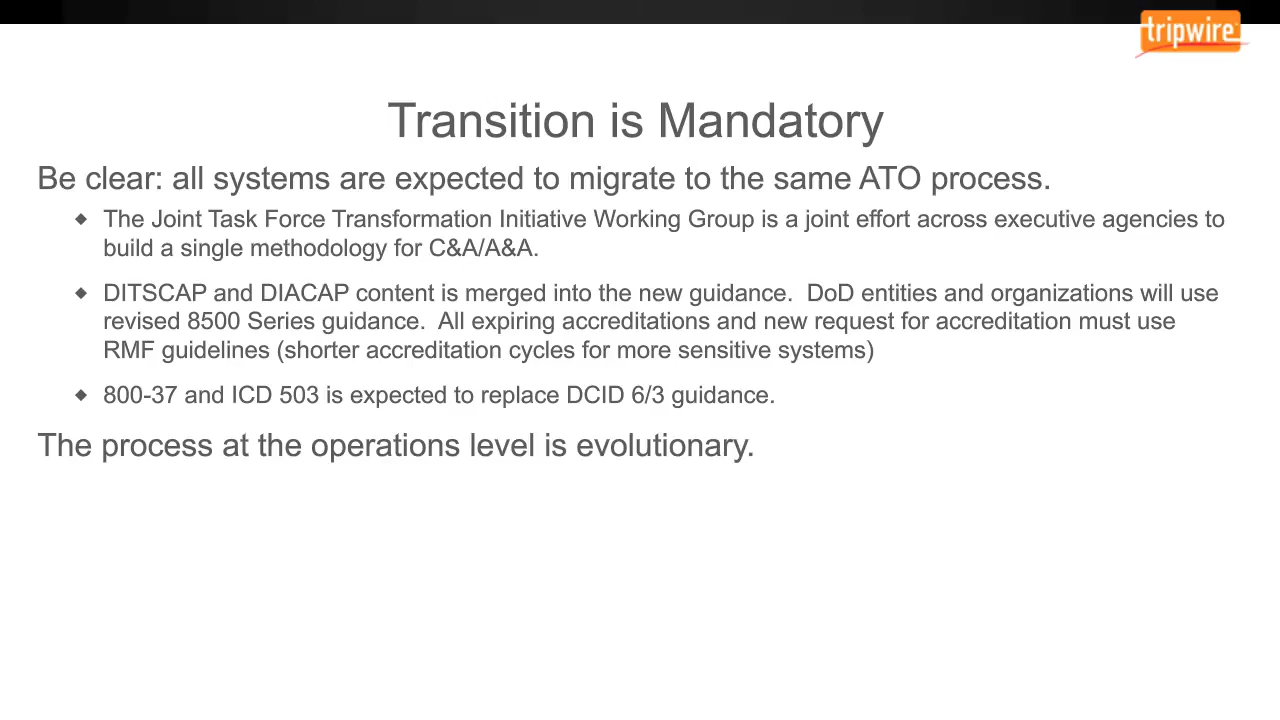 tripwire
Transition is Mandatory
Be clear: all systems are expected to migrate to the same ATO process.
The Joint Task Force Transformation Initiative Working Group is a joint effort across executive agencies to
build a single methodology for C&A/A&A.
DITSCAP and DIACAP content is merged into the new guidance.  DoD entities and organizations will use
revised 8500 Series guidance.  All expiring accreditations and new request for accreditation must use
RMF guidelines (shorter accreditation cycles for more sensitive systems)
800-37 and ICD 503 is expected to replace DCID 6/3 guidance.
The process at the operations level is evolutionary.